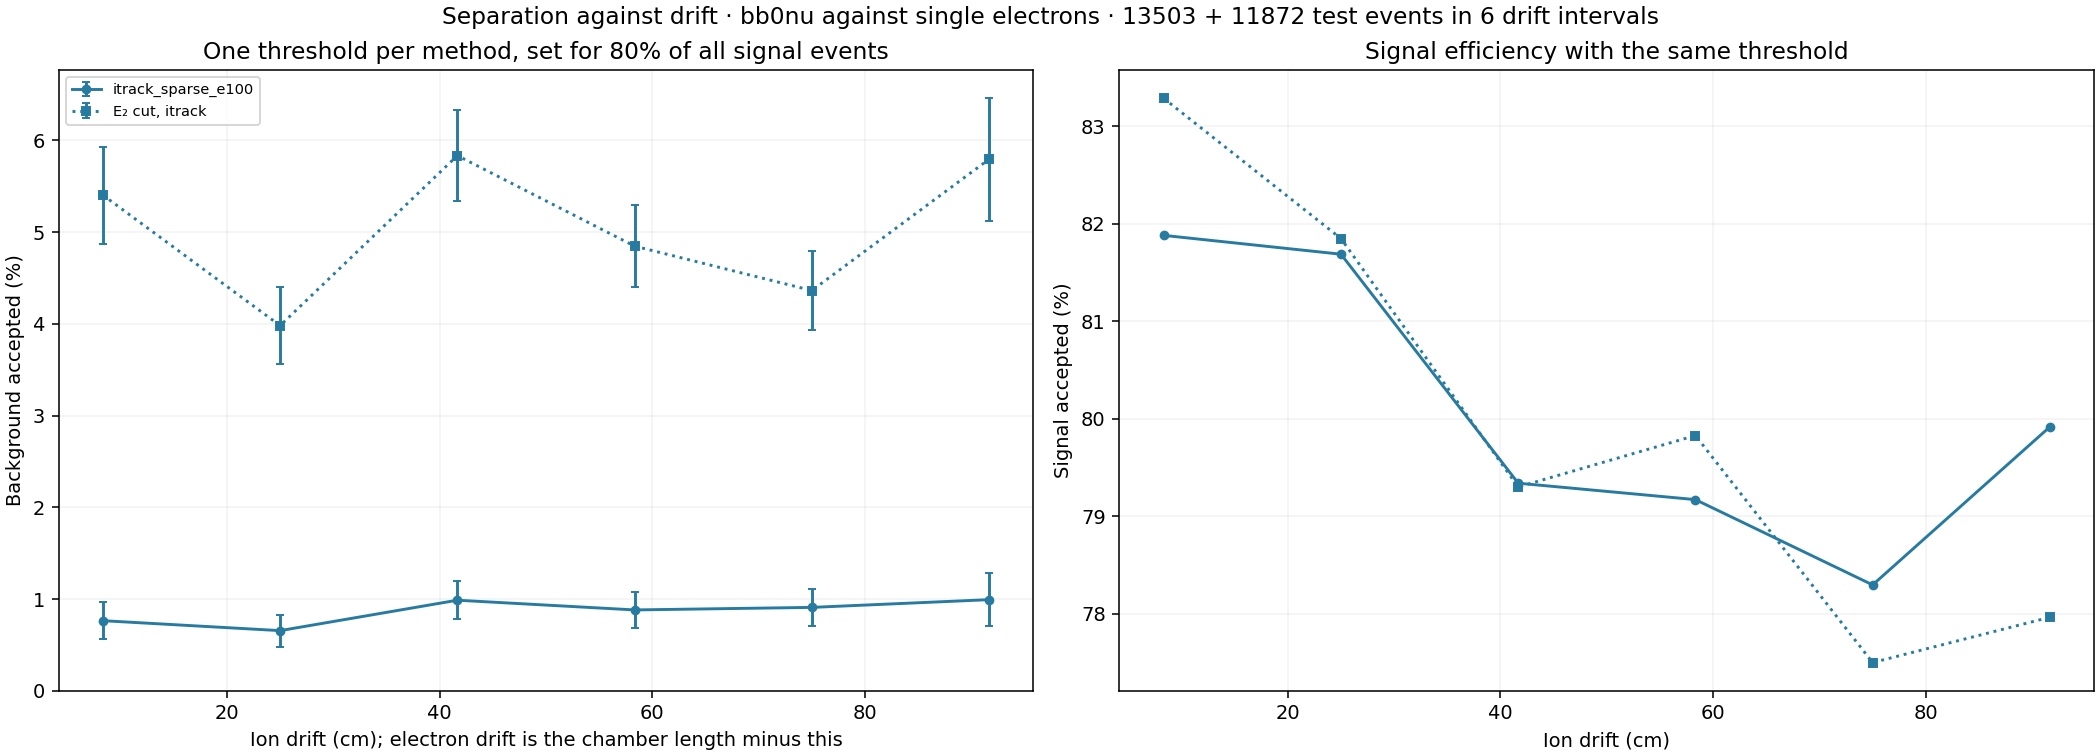 Separation against drift · bb0nu against single electrons · 13503 + 11872 test events in 6 drift intervals
One threshold per method, set for 80% of all signal events
itrack_sparse_e100
E₂ cut, itrack
Background accepted (%)
6
5
4
3
2
1
0
20 40 60 80
Ion drift (cm); electron drift is the chamber length minus this
Signal efficiency with the same threshold
Signal accepted (%)
83
82
81
80
79
78
20 40 60 80
Ion drift (cm)